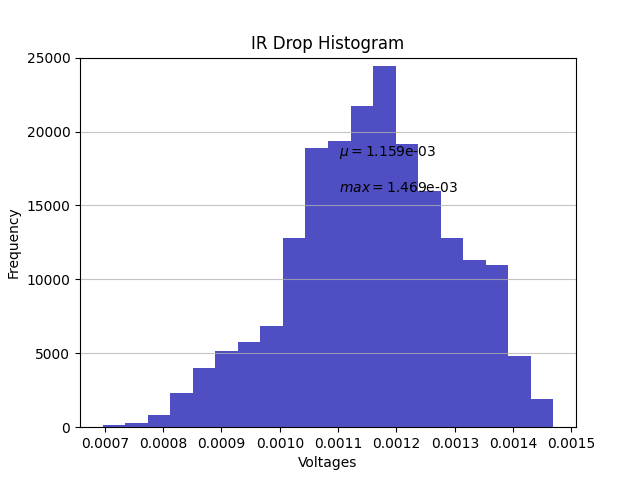 IR Drop Histogram
25000
20000
15000
10000
5000
0
Frequency
μ = 1.159e-03
max = 1.469e-03
0.0007 0.0008 0.0009 0.0010 0.0011 0.0012 0.0013 0.0014 0.0015
Voltages